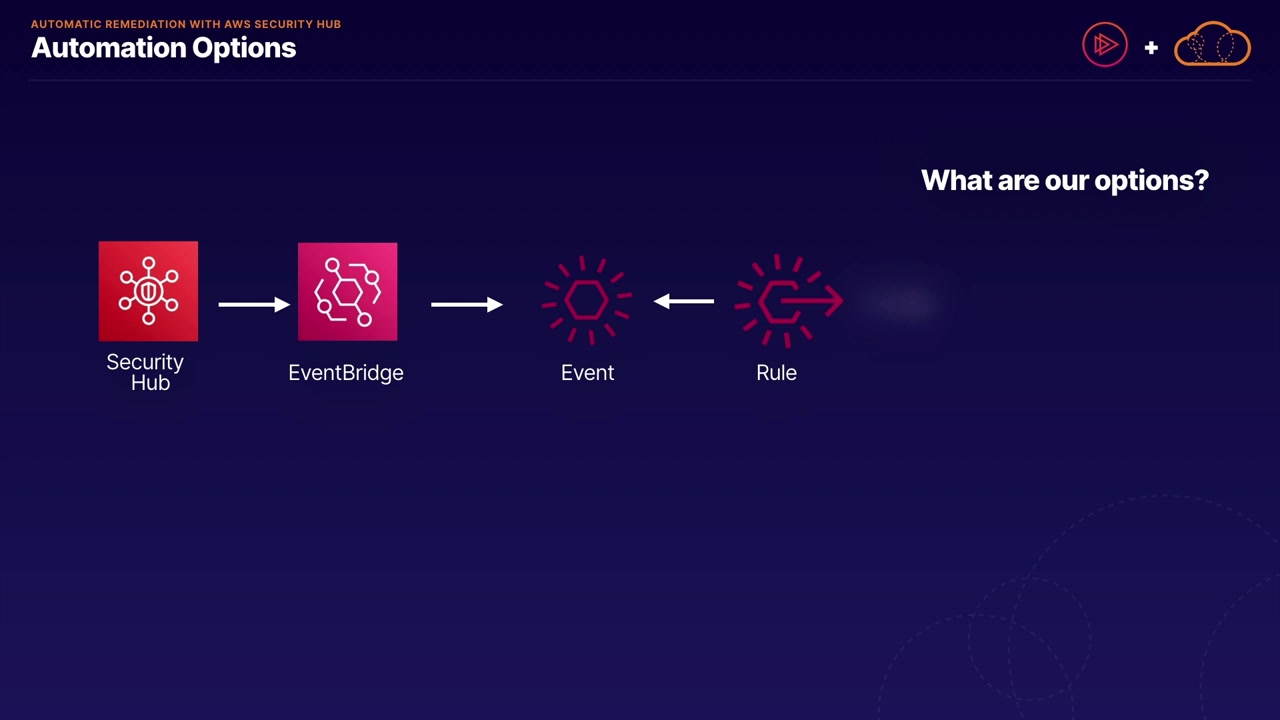 AUTOMATIC REMEDIATION WITH AWS SECURITY HUB
Automation Options
What are our options?
Security
Hub
EventBridge
Event
Rule